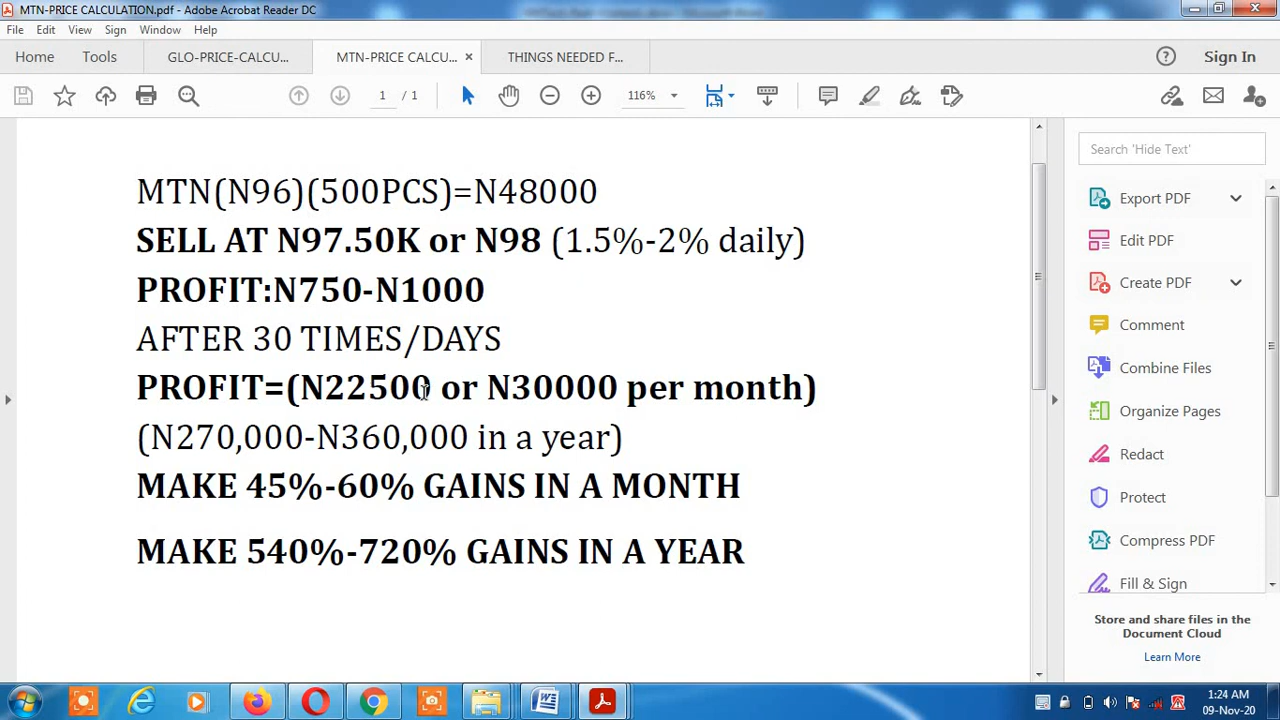 MTN-PRICE CALCULATION.pdf - Adobe Acrobat Reader DC
File Edit View Sign Window Help
Home Tools GLO-PRICE-CALCU... MTN-PRICE CALCU... × THINGS NEEDED F... Sign In
1 / 1 116%
MTN(N96)(500PCS)=N48000
SELL AT N97.50K or N98 (1.5%-2% daily)
PROFIT:N750-N1000
AFTER 30 TIMES/DAYS
PROFIT=(N22500 or N30000 per month)
(N270,000-N360,000 in a year)
MAKE 45%-60% GAINS IN A MONTH
MAKE 540%-720% GAINS IN A YEAR
Search 'Hide Text'
Export PDF
Edit PDF
Create PDF
Comment
Combine Files
Organize Pages
Redact
Protect
Compress PDF
Fill & Sign
Store and share files in the
Document Cloud
Learn More
1:24 AM
09-Nov-20